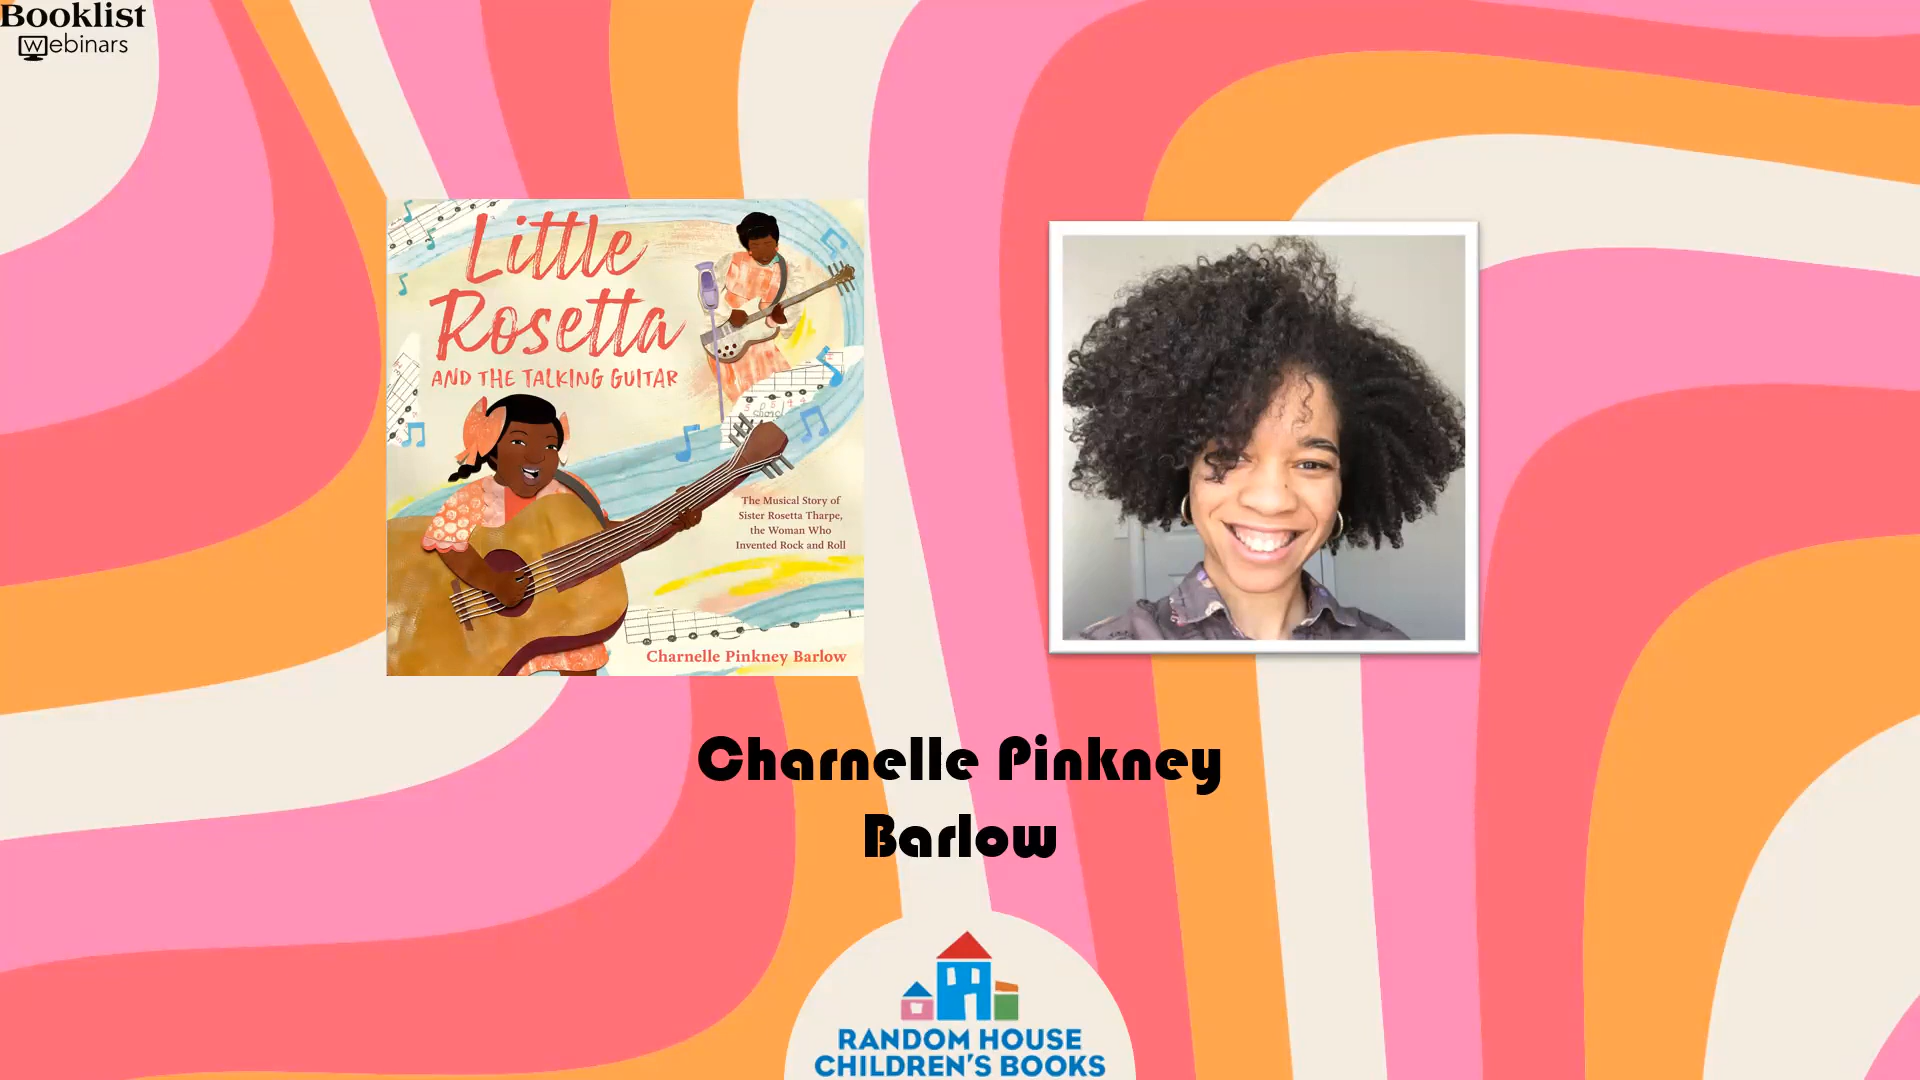 Booklist
Webinars
Little
Rosetta
AND THE TALKING GUITAR
The Musical Story of
Sister Rosetta Tharpe,
the Woman Who
Invented Rock and Roll
Charnelle Pinkney Barlow
Charnelle Pinkney
Barlow
RANDOM HOUSE
CHILDREN'S BOOKS